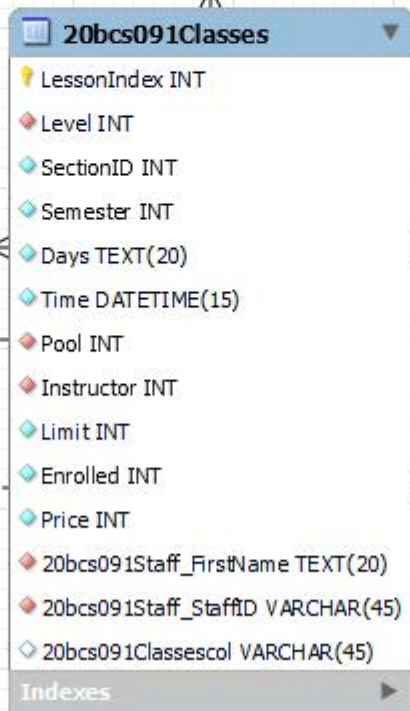 20bcs091Classes
LessonIndex INT
Level INT
SectionID INT
Semester INT
Days TEXT(20)
Time DATETIME(15)
Pool INT
Instructor INT
Limit INT
Enrolled INT
Price INT
20bcs091Staff_FirstName TEXT(20)
20bcs091Staff_StaffID VARCHAR(45)
20bcs091Classescol VARCHAR(45)
Indexes